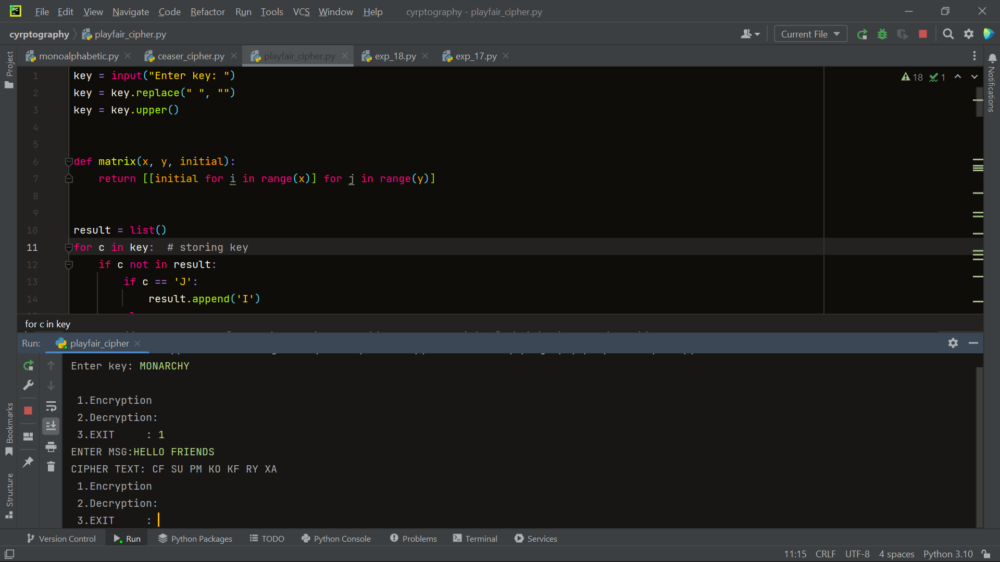 PC File Edit View Navigate Code Refactor Run Tools VCS Window Help cyrptography - playfair_cipher.py
cyrptography playfair_cipher.py Current File
monoalphabetic.py ceaser_cipher.py playfair_cipher.py exp_18.py exp_17.py
Project
Notifications
18 1
1 key = input("Enter key: ")
2 key = key.replace(" ", "")
3 key = key.upper()
4
5
6 def matrix(x, y, initial):
7 return [[initial for i in range(x)] for j in range(y)]
8
9
10 result = list()
11 for c in key:  # storing key
12 if c not in result:
13 if c == 'J':
14 result.append('I')
for c in key
Run: playfair_cipher
Enter key: MONARCHY
1.Encryption
2.Decryption:
3.EXIT     : 1
ENTER MSG:HELLO FRIENDS
CIPHER TEXT: CF SU PM KO KF RY XA
1.Encryption
2.Decryption:
3.EXIT     :
Bookmarks
Structure
Version Control Run Python Packages TODO Python Console Problems Terminal Services
11:15 CRLF UTF-8 4 spaces Python 3.10